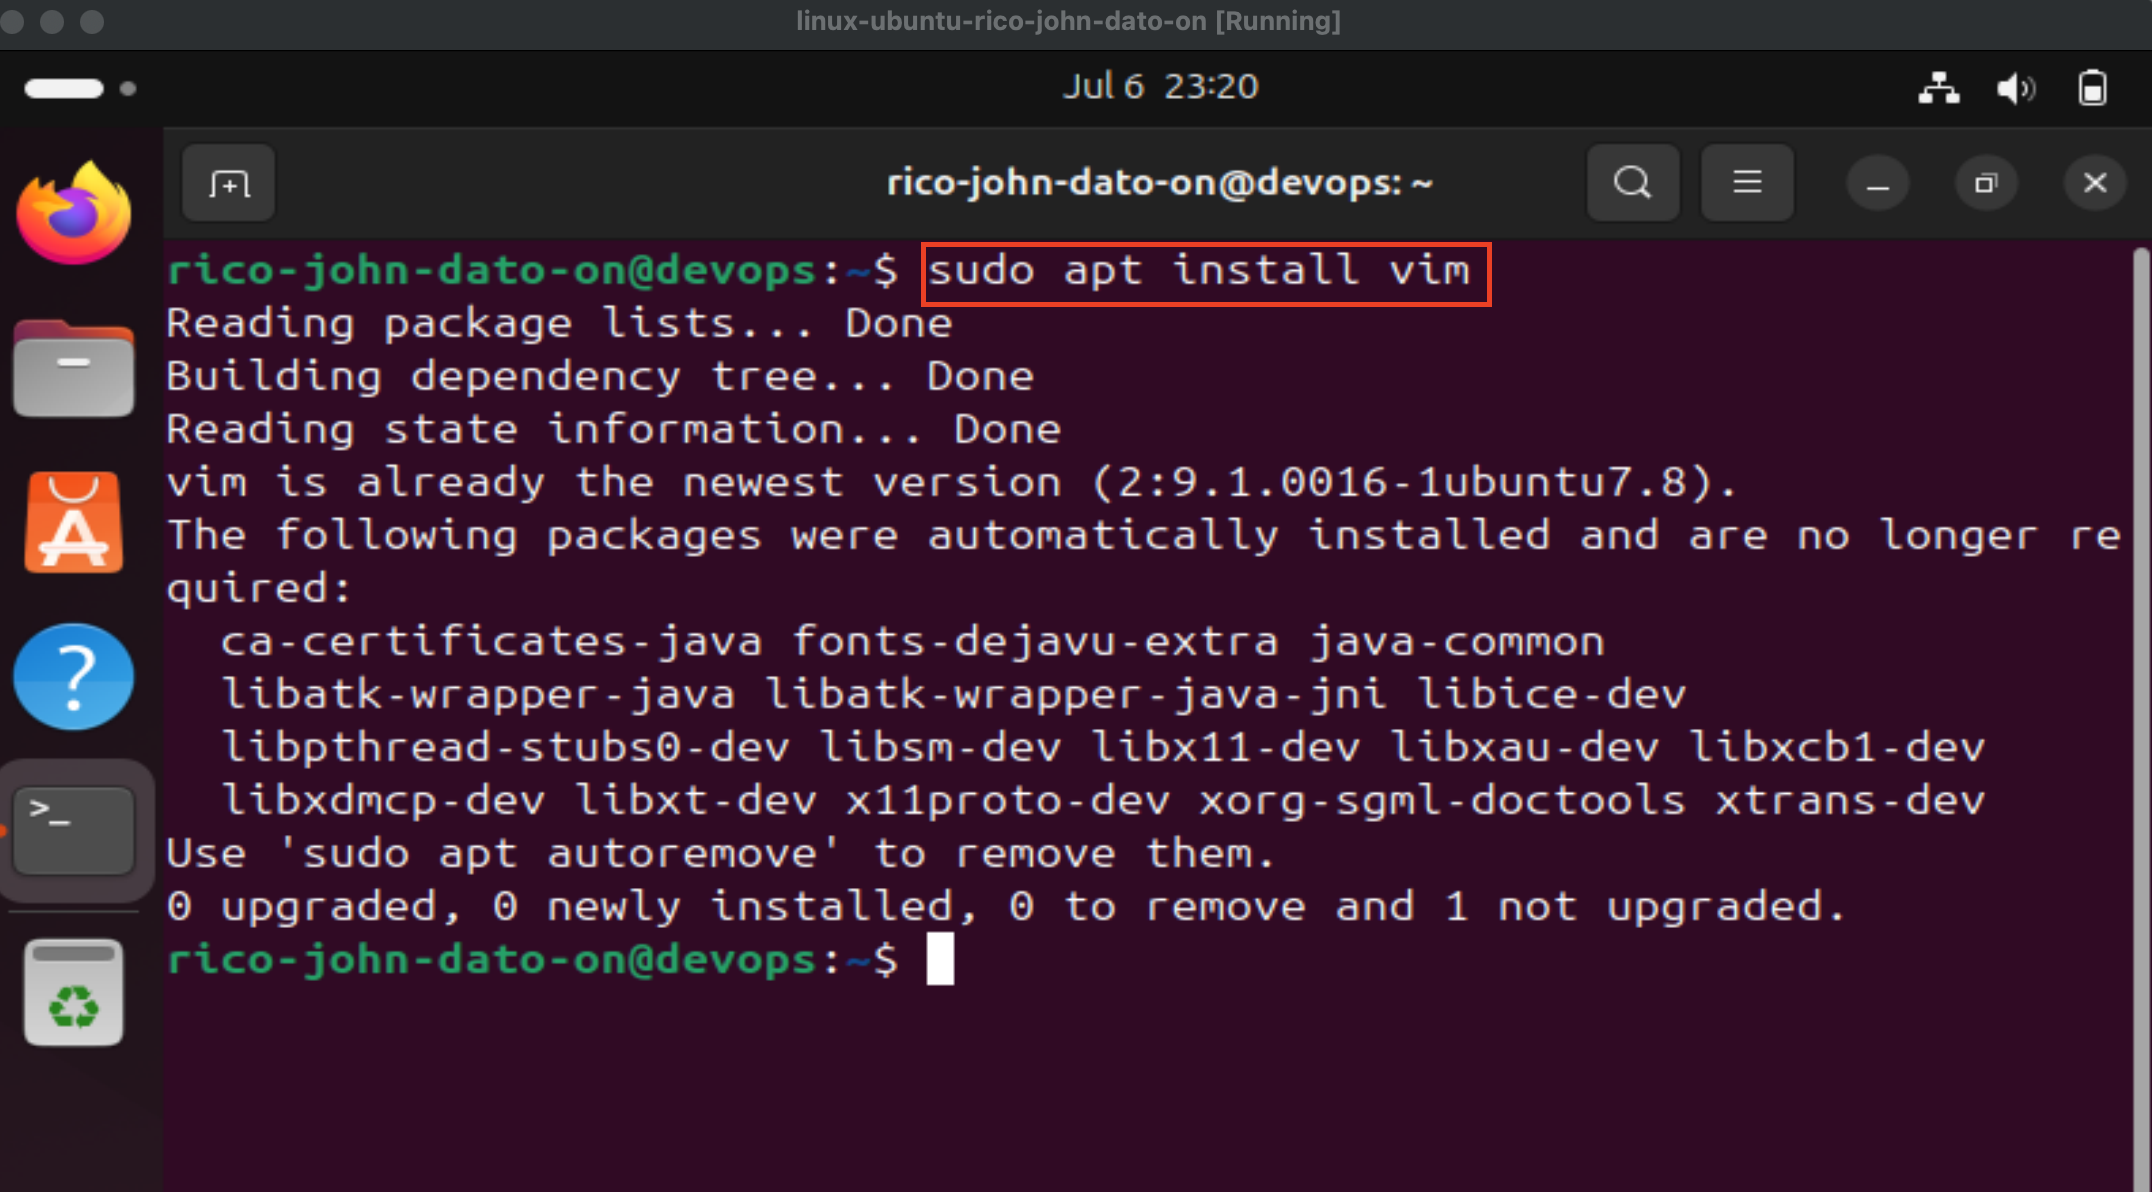 linux-ubuntu-rico-john-dato-on [Running]
Jul 6 23:20
rico-john-dato-on@devops: ~
rico-john-dato-on@devops:~$ sudo apt install vim
Reading package lists... Done
Building dependency tree... Done
Reading state information... Done
vim is already the newest version (2:9.1.0016-1ubuntu7.8).
The following packages were automatically installed and are no longer re
quired:
  ca-certificates-java fonts-dejavu-extra java-common
  libatk-wrapper-java libatk-wrapper-java-jni libice-dev
  libpthread-stubs0-dev libsm-dev libx11-dev libxau-dev libxcb1-dev
  libxdmcp-dev libxt-dev x11proto-dev xorg-sgml-doctools xtrans-dev
Use 'sudo apt autoremove' to remove them.
0 upgraded, 0 newly installed, 0 to remove and 1 not upgraded.
rico-john-dato-on@devops:~$